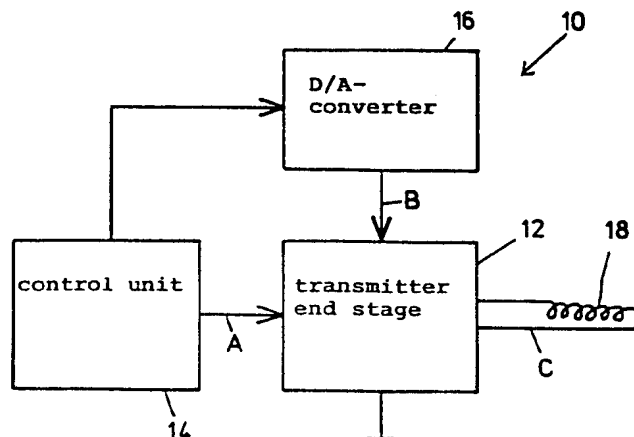 16
10
D/A-
converter
B
12
18
control unit
transmitter
end stage
A
C
14